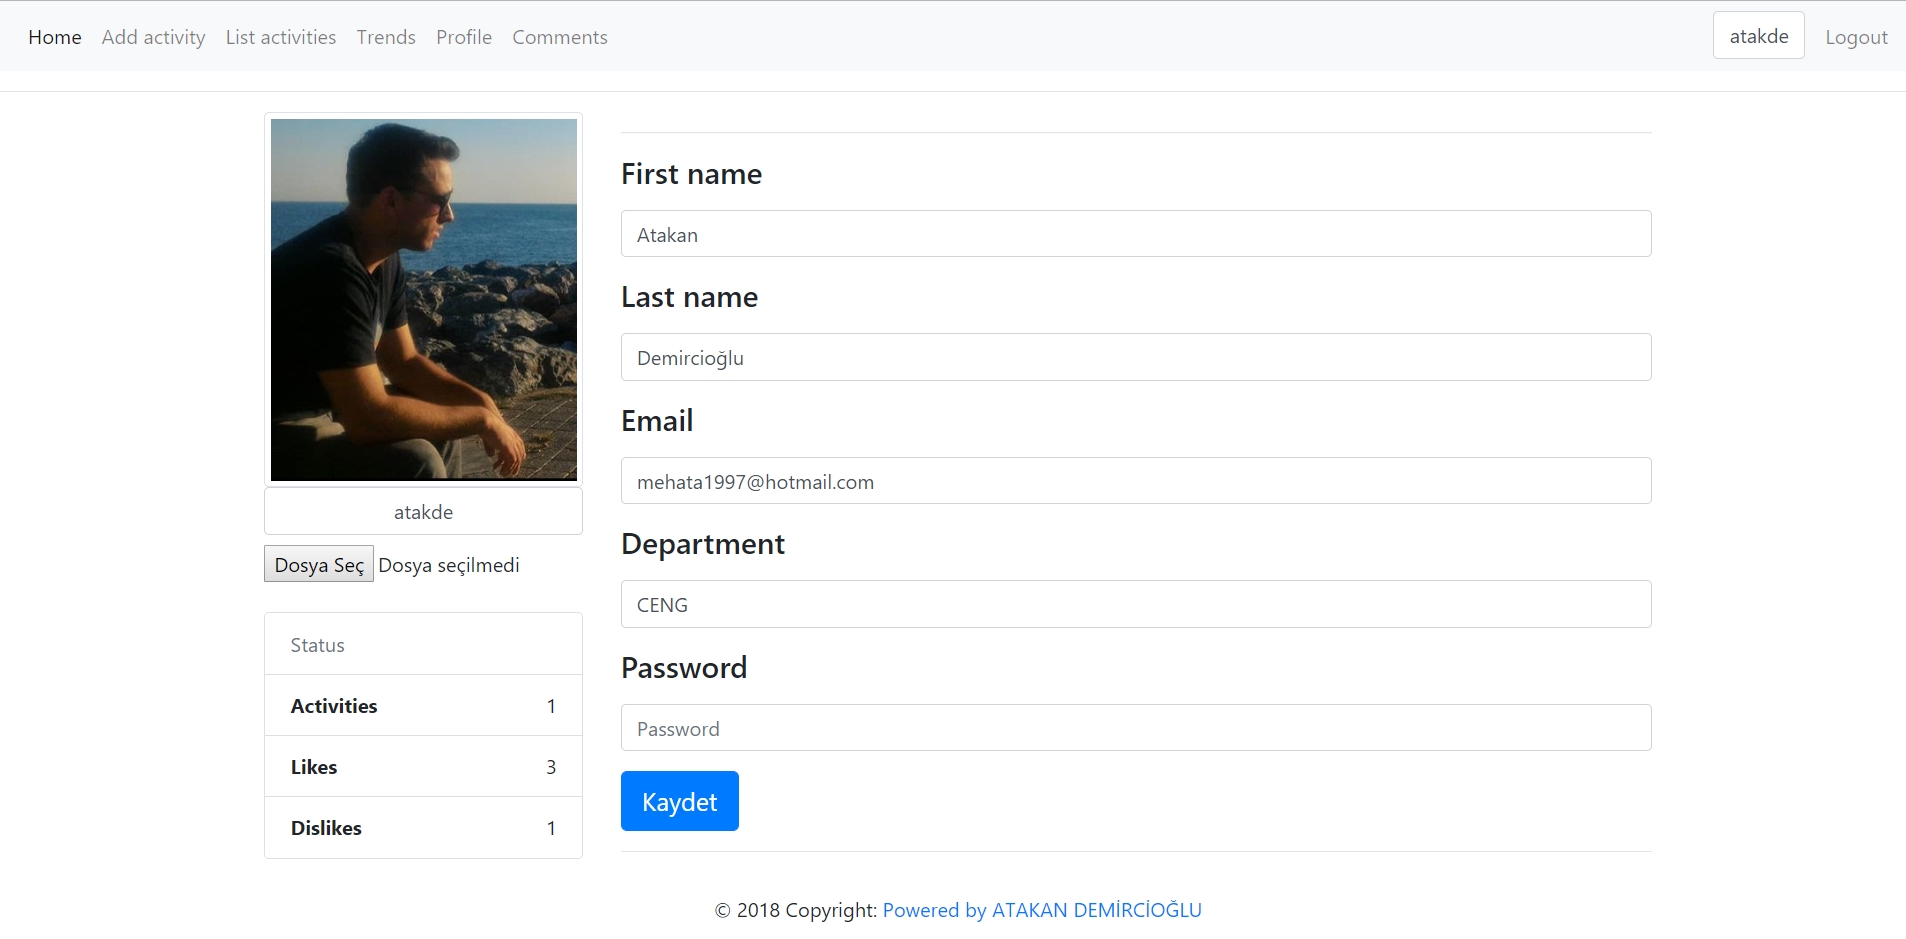 Home Add activity List activities Trends Profile Comments atakde Logout
atakde
Dosya Seç Dosya seçilmedi
Status
Activities 1
Likes 3
Dislikes 1
First name
Atakan
Last name
Demircioğlu
Email
mehata1997@hotmail.com
Department
CENG
Password
Password
Kaydet
© 2018 Copyright: Powered by ATAKAN DEMİRCİOĞLU